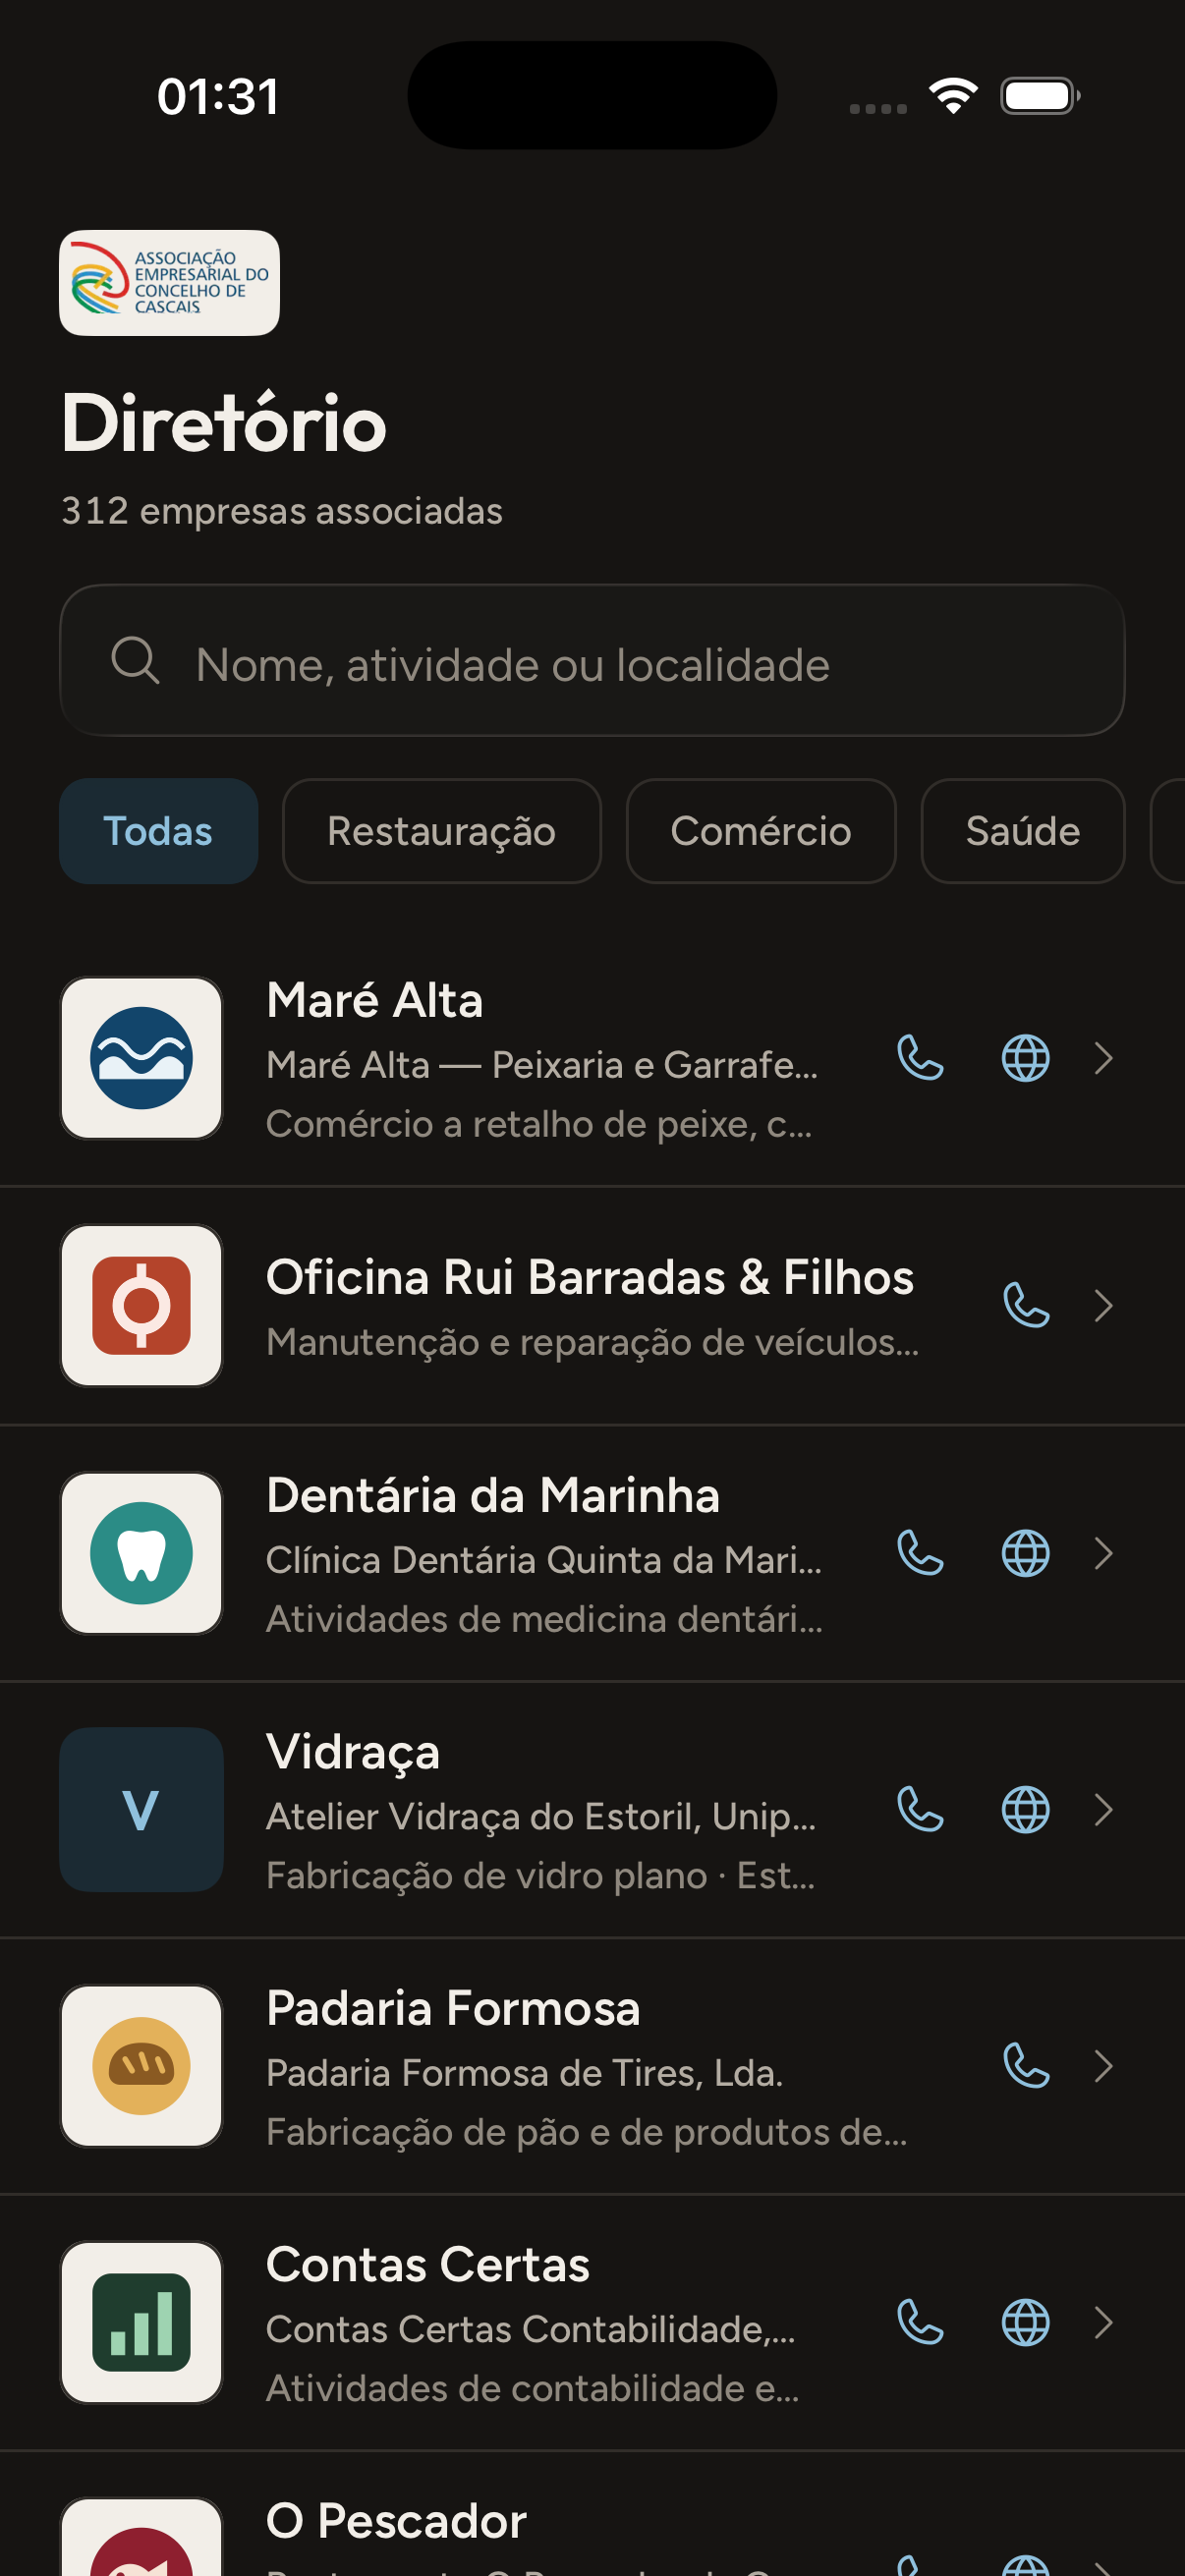 01:31
ASSOCIAÇÃO
EMPRESARIAL DO
CONCELHO DE
CASCAIS
Diretório
312 empresas associadas
Nome, atividade ou localidade
Todas
Restauração
Comércio
Saúde
Maré Alta
Maré Alta — Peixaria e Garrafe...
Comércio a retalho de peixe, c...
Oficina Rui Barradas & Filhos
Manutenção e reparação de veículos...
Dentária da Marinha
Clínica Dentária Quinta da Mari...
Atividades de medicina dentári...
V
Vidraça
Atelier Vidraça do Estoril, Unip...
Fabricação de vidro plano · Est...
Padaria Formosa
Padaria Formosa de Tires, Lda.
Fabricação de pão e de produtos de...
Contas Certas
Contas Certas Contabilidade,...
Atividades de contabilidade e...
O Pescador